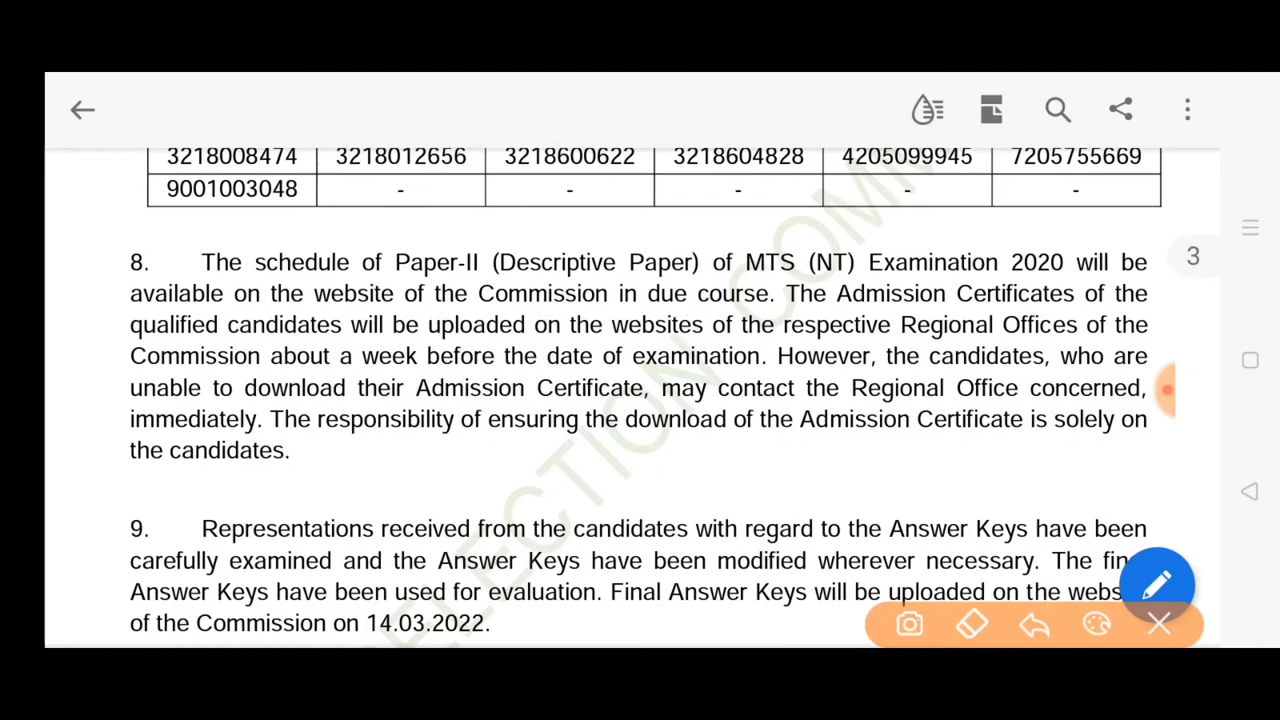 3218008474 3218012656 3218600622 3218604828 4205099945 7205755669
9001003048 - - - - -
8. The schedule of Paper-II (Descriptive Paper) of MTS (NT) Examination 2020 will be
3
available on the website of the Commission in due course. The Admission Certificates of the
qualified candidates will be uploaded on the websites of the respective Regional Offices of the
Commission about a week before the date of examination. However, the candidates, who are
unable to download their Admission Certificate, may contact the Regional Office concerned,
immediately. The responsibility of ensuring the download of the Admission Certificate is solely on
the candidates.
9. Representations received from the candidates with regard to the Answer Keys have been
carefully examined and the Answer Keys have been modified wherever necessary. The fin
Answer Keys have been used for evaluation. Final Answer Keys will be uploaded on the webs
of the Commission on 14.03.2022.
ELECTION COMM